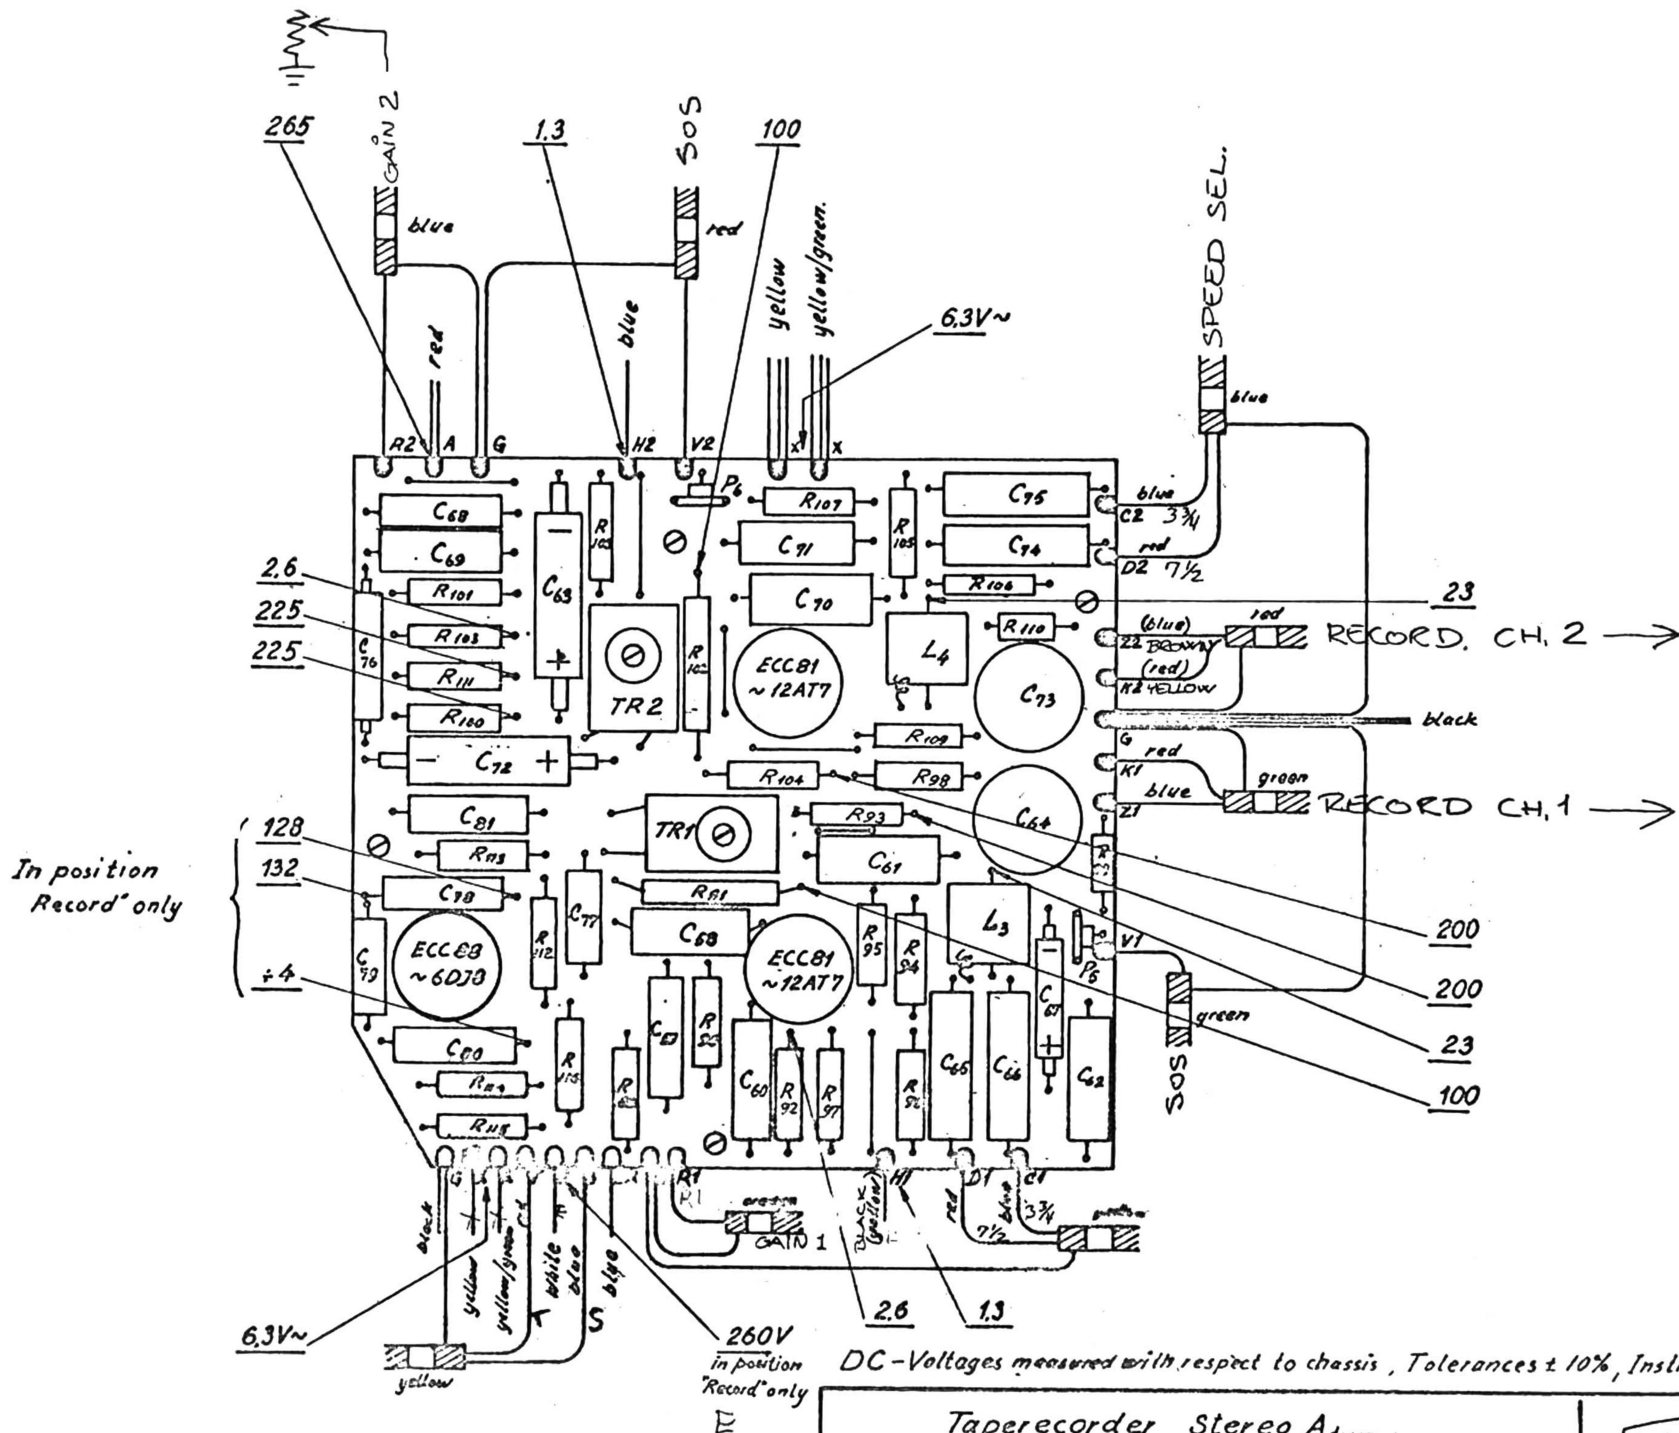 GAIN 2
265
1.3
SOS
100
blue
red
yellow
yellow/green.
6,3V~
SPEED SEL.
blue
red
blue
R2
A
G
H2
V2
X
X
P6
C68
C69
R101
R103
R111
R100
C76
C63
C72
TR2
R102
R107
C71
C70
ECC81
~12AT7
C75
C74
R106
L4
R110
C73
R109
R98
R104
blue
C2 3¾
red
D2 7½
23
(blue)
Z2 BROWN
(red)
K2 YELLOW
red
RECORD. CH. 2
black
G
red
K1
blue
Z1
green
RECORD CH. 1
2,6
225
225
In position
Record" only
128
132
÷4
C81
R113
C78
ECC88
~6DJ8
C79
C80
R112
C77
TR1
R93
C61
C64
ECC81
~12AT7
R95
L3
P5
V1
green
SOS
C60
R92
R97
C65
C66
C62
200
200
23
100
black
yellow
yellow/green
white
blue
S
blue
R1
GAIN 1
BLACK
(yellow)
H1
red
D1
7½
blue
C1
3¾
6,3V~
yellow
260V
in position
"Record" only
2.6
1,3
DC-Voltages measured with respect to chassis, Tolerances ± 10%,
Taperecorder Stereo